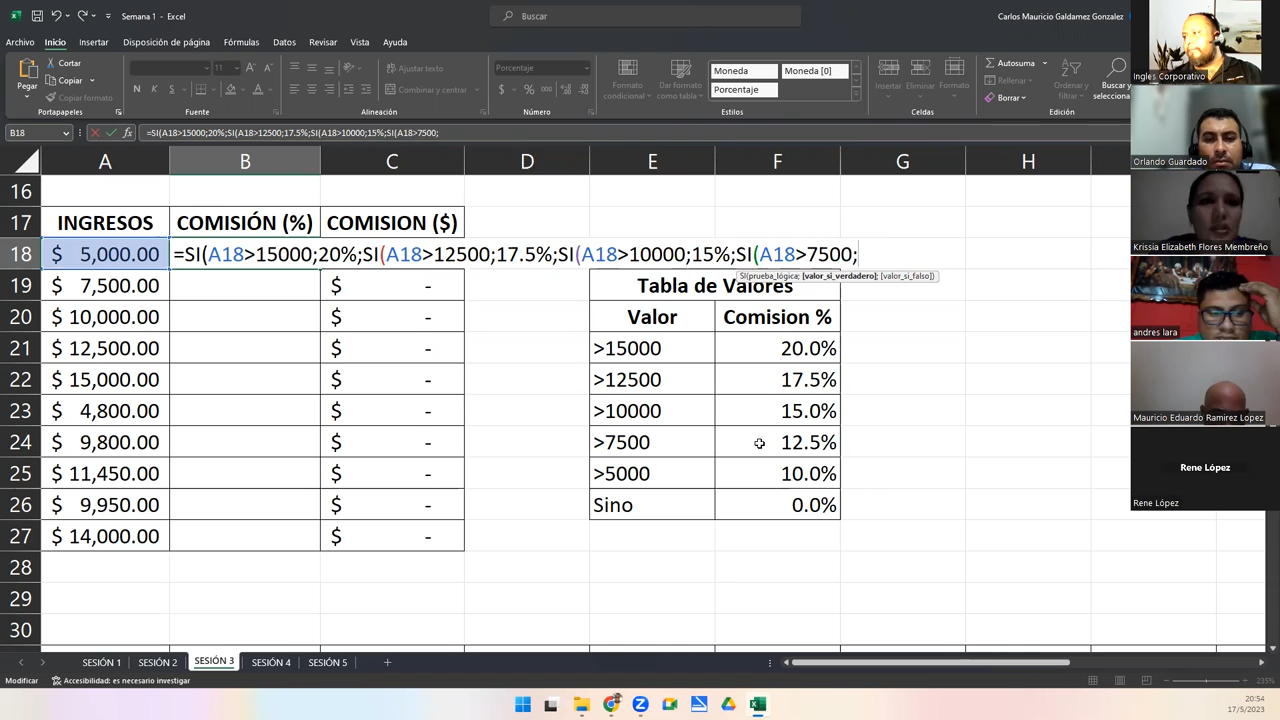 Semana 1 - Excel
Buscar
Carlos Mauricio Galdamez Gonzalez
Archivo Inicio Insertar Disposición de página Fórmulas Datos Revisar Vista Ayuda
Pegar
Cortar
Copiar
Copiar formato
Portapapeles
11
N K S
Fuente
Ajustar texto
Combinar y centrar
Alineación
Porcentaje
$ % 000
Número
Formato condicional
Dar formato como tabla
Moneda
Moneda [0]
Porcentaje
Estilos
Insertar Eliminar Formato
Celdas
Autosuma
Rellenar
Borrar
Ordenar y filtrar
Buscar y seleccionar
Edición
B18
fx
=SI(A18>15000;20%;SI(A18>12500;17.5%;SI(A18>10000;15%;SI(A18>7500;
A B C D E F G H
16
17 INGRESOS COMISIÓN (%) COMISION ($)
18 $ 5,000.00 =SI(A18>15000;20%;SI(A18>12500;17.5%;SI(A18>10000;15%;SI(A18>7500;
SI(prueba_lógica; [valor_si_verdadero]; [valor_si_falso])
19 $ 7,500.00 $ - Tabla de Valores
20 $ 10,000.00 $ - Valor Comision %
21 $ 12,500.00 $ - >15000 20.0%
22 $ 15,000.00 $ - >12500 17.5%
23 $ 4,800.00 $ - >10000 15.0%
24 $ 9,800.00 $ - >7500 12.5%
25 $ 11,450.00 $ - >5000 10.0%
26 $ 9,950.00 $ - Sino 0.0%
27 $ 14,000.00 $ -
28
29
30
SESIÓN 1 SESIÓN 2 SESIÓN 3 SESIÓN 4 SESIÓN 5
Modificar
Accesibilidad: es necesario investigar
235%
20:54
17/5/2023
Ingles Corporativo
Orlando Guardado
Krissia Elizabeth Flores Membreño
andres lara
Mauricio Eduardo Ramirez Lopez
Rene López
Rene López